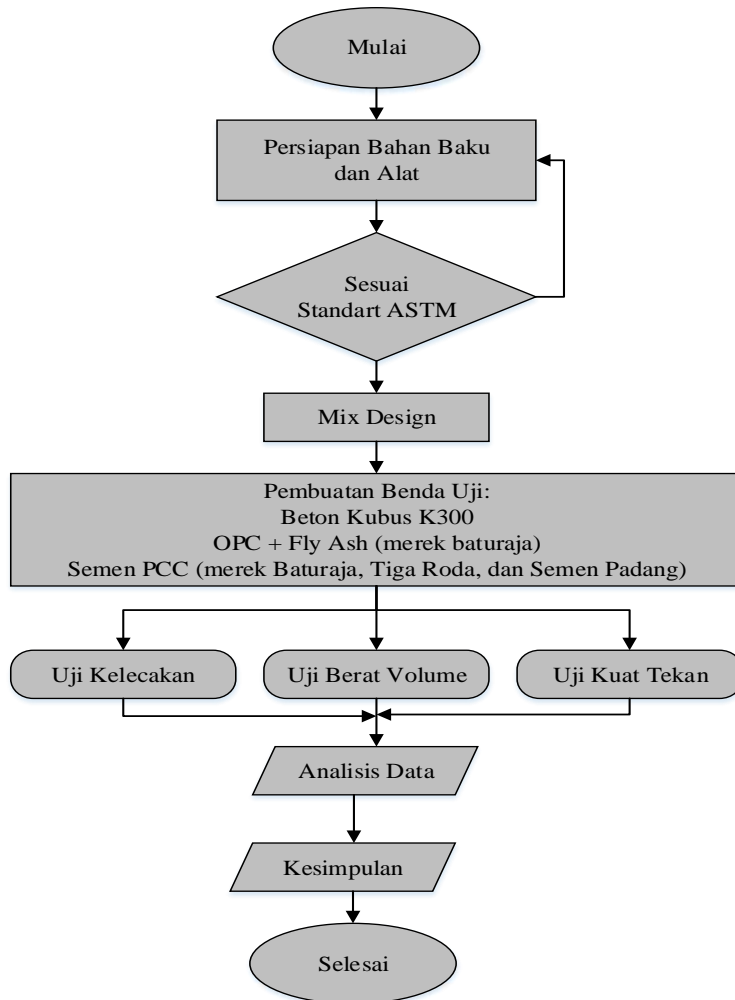 Mulai
Persiapan Bahan Baku
dan Alat
Sesuai
Standart ASTM
Mix Design
Pembuatan Benda Uji:
Beton Kubus K300
OPC + Fly Ash (merek baturaja)
Semen PCC (merek Baturaja, Tiga Roda, dan Semen Padang)
Uji Kelecakan
Uji Berat Volume
Uji Kuat Tekan
Analisis Data
Kesimpulan
Selesai